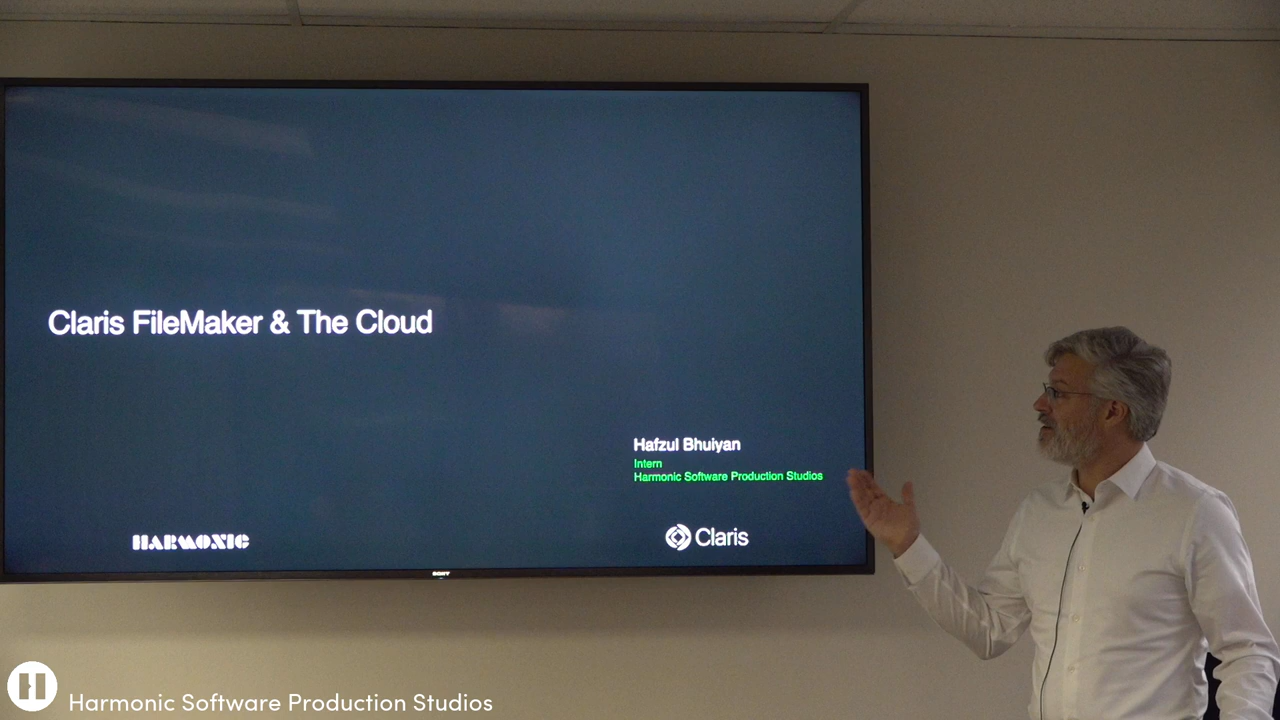 Claris FileMaker & The Cloud
Hafzul Bhuiyan
Intern
Harmonic Software Production Studios
HARMONIC
Claris
SONY
Harmonic Software Production Studios